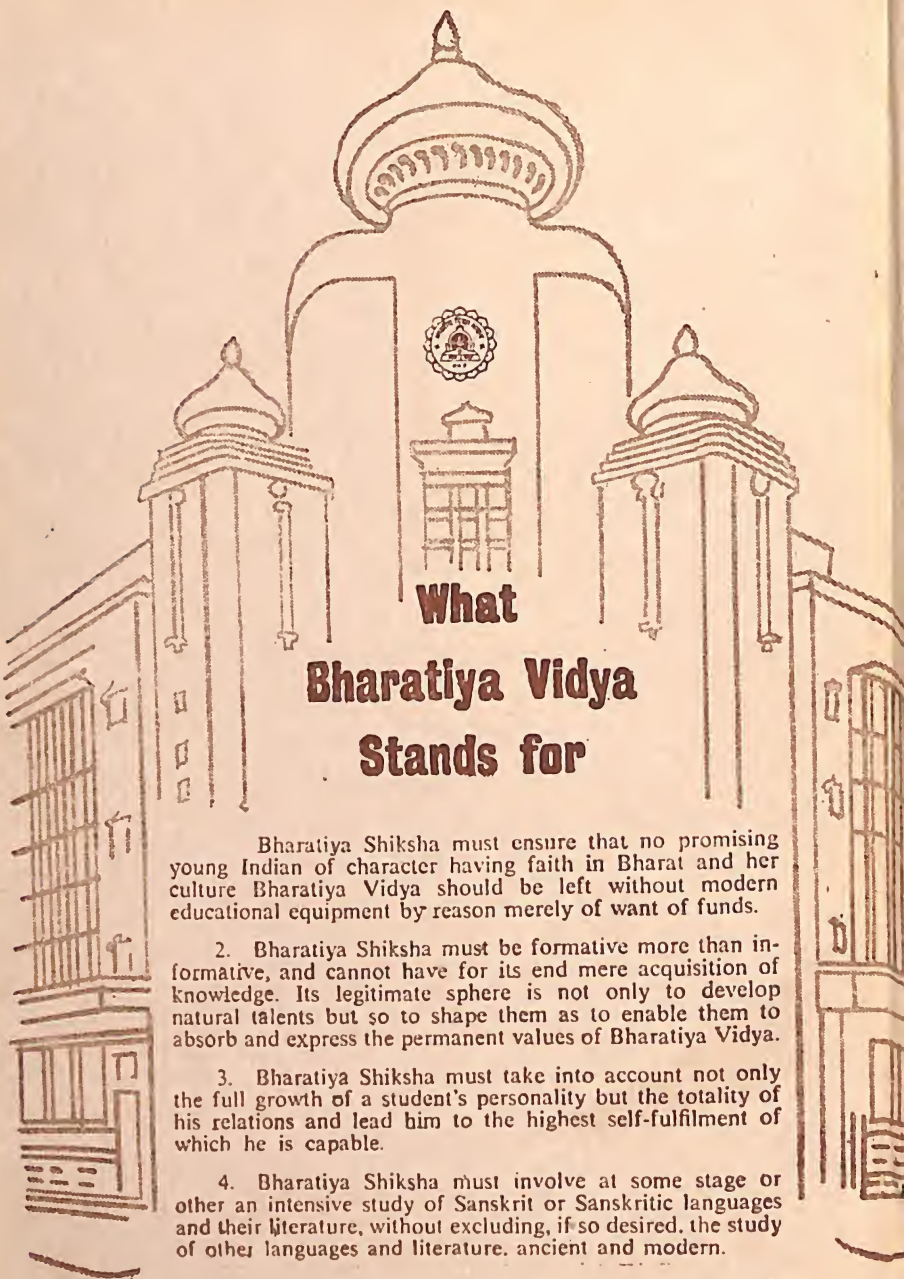 What
Bharatiya Vidya
Stands for
Bharatiya Shiksha must ensure that no promising
young Indian of character having faith in Bharat and her
culture Bharatiya Vidya should be left without modern
educational equipment by reason merely of want of funds.
2. Bharatiya Shiksha must be formative more than in-
formative, and cannot have for its end mere acquisition of
knowledge. Its legitimate sphere is not only to develop
natural talents but so to shape them as to enable them to
absorb and express the permanent values of Bharatiya Vidya.
3. Bharatiya Shiksha must take into account not only
the full growth of a student's personality but the totality of
his relations and lead him to the highest self-fulfilment of
which he is capable.
4. Bharatiya Shiksha must involve at some stage or
other an intensive study of Sanskrit or Sanskritic languages
and their literature, without excluding, if so desired. the study
of other languages and literature. ancient and modern.